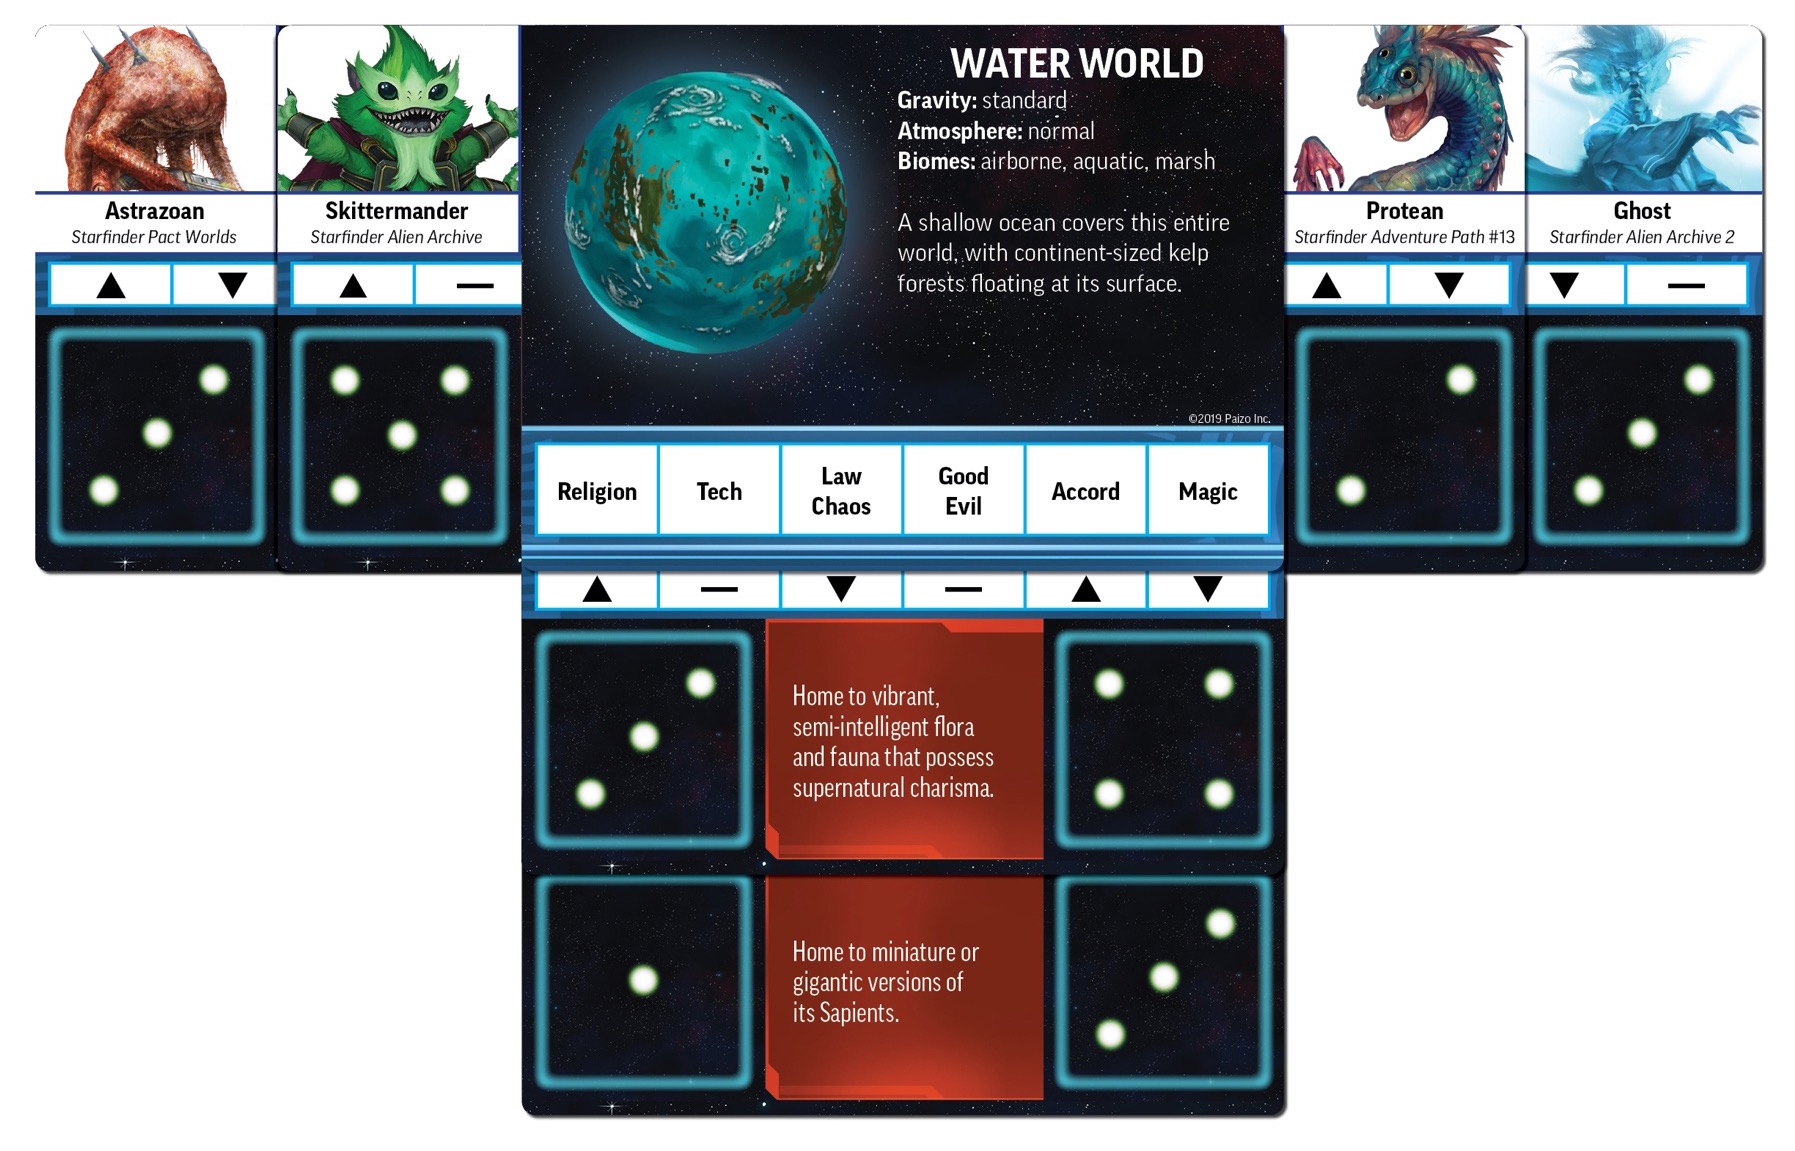 Astrazoan
Starfinder Pact Worlds
Skittermander
Starfinder Alien Archive
WATER WORLD
Gravity: standard
Atmosphere: normal
Biomes: airborne, aquatic, marsh
A shallow ocean covers this entire
world, with continent-sized kelp
forests floating at its surface.
©2019 Paizo Inc.
Protean
Starfinder Adventure Path #13
Ghost
Starfinder Alien Archive 2
Religion
Tech
Law
Chaos
Good
Evil
Accord
Magic
Home to vibrant,
semi-intelligent flora
and fauna that possess
supernatural charisma.
Home to miniature or
gigantic versions of
its Sapients.